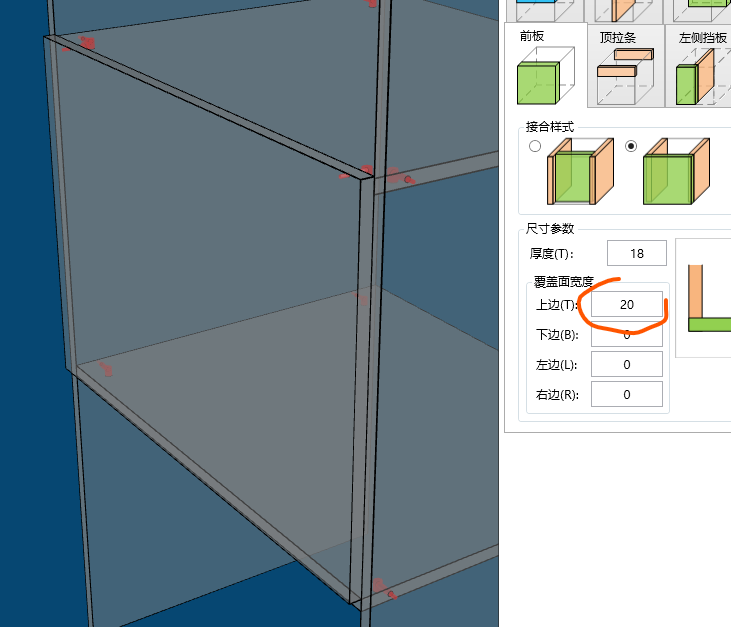 前板
顶拉条
左侧挡板
接合样式
尺寸参数
厚度(T): 18
覆盖面宽度
上边(T): 20
下边(B): 0
左边(L): 0
右边(R): 0